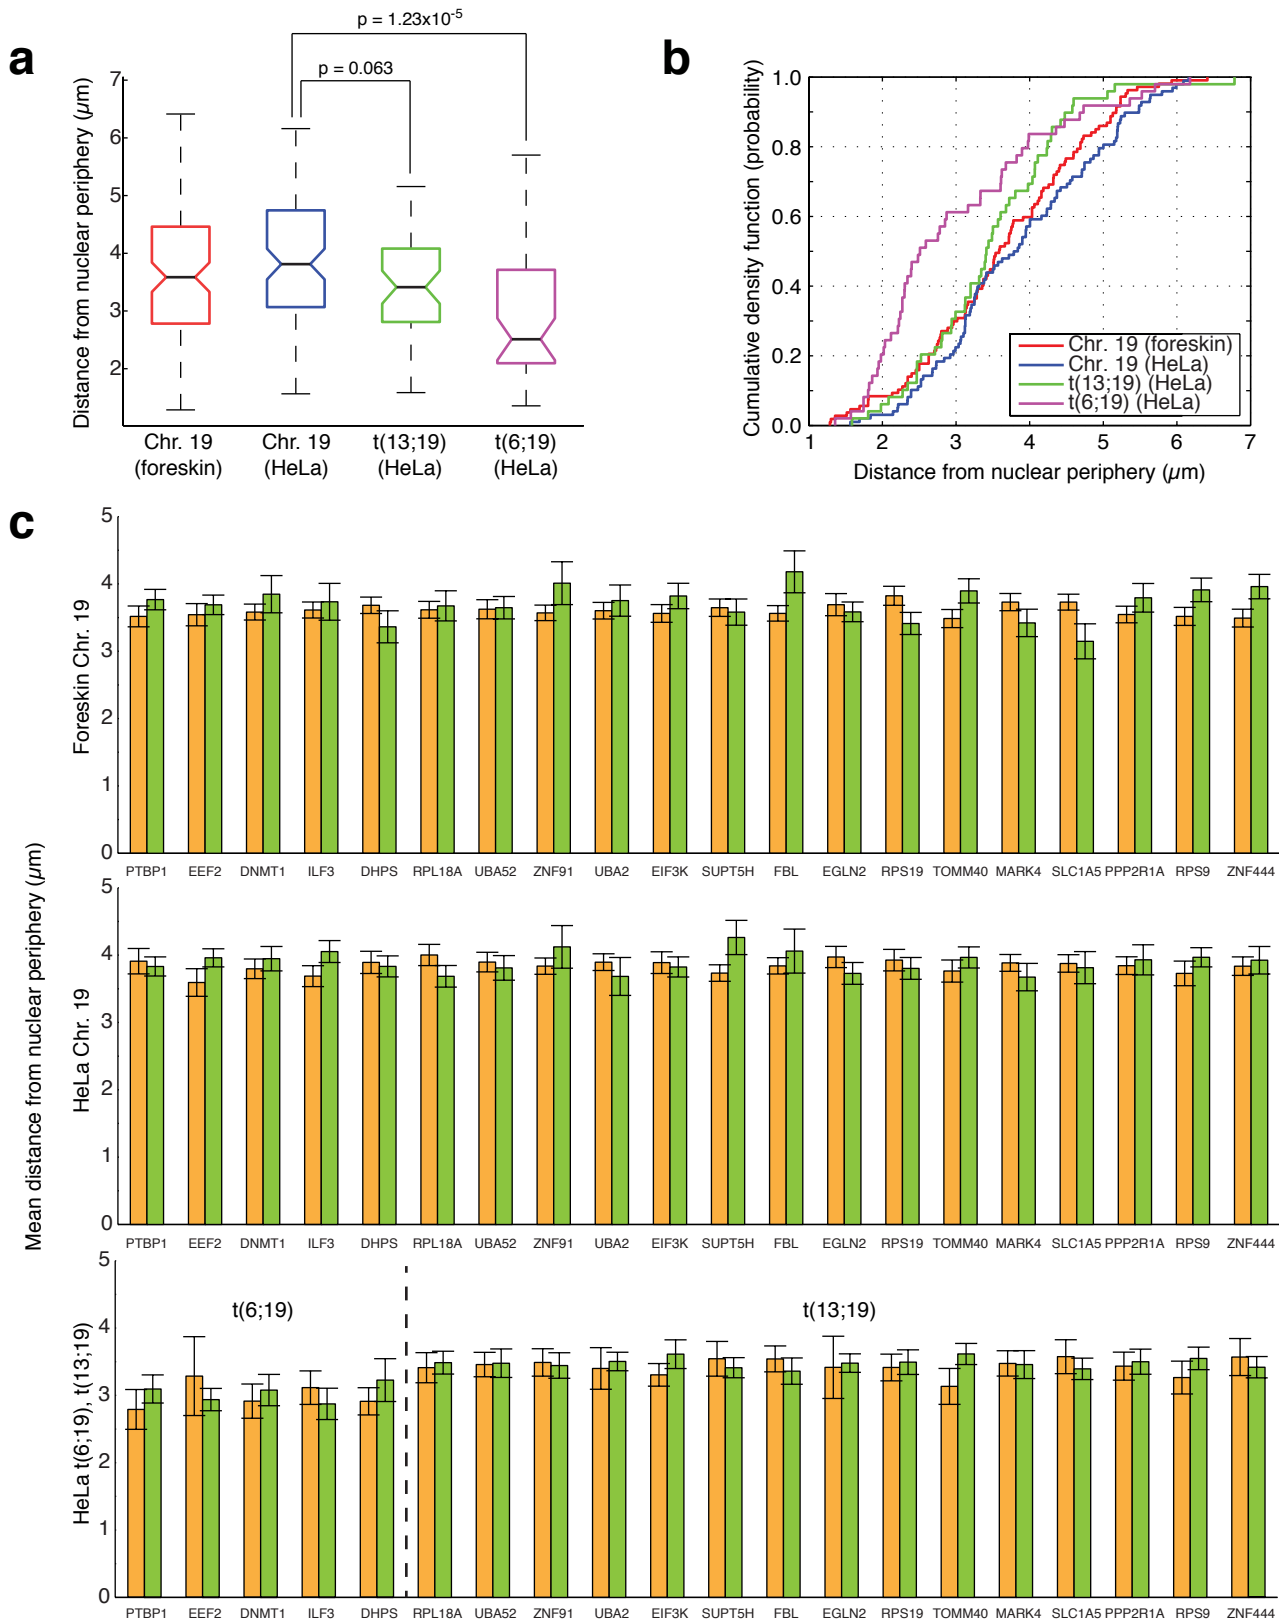 a
p = 1.23x10-5
p = 0.063
Distance from nuclear periphery (µm)
7
6
5
4
3
2
Chr. 19 (foreskin)
Chr. 19 (HeLa)
t(13;19) (HeLa)
t(6;19) (HeLa)
b
Cumulative density function (probability)
1.0
0.8
0.6
0.4
0.2
0.0
Chr. 19 (foreskin)
Chr. 19 (HeLa)
t(13;19) (HeLa)
t(6;19) (HeLa)
1 2 3 4 5 6 7
Distance from nuclear periphery (µm)
c
Mean distance from nuclear periphery (µm)
Foreskin Chr. 19
5
4
3
2
1
0
PTBP1 EEF2 DNMT1 ILF3 DHPS RPL18A UBA52 ZNF91 UBA2 EIF3K SUPT5H FBL EGLN2 RPS19 TOMM40 MARK4 SLC1A5 PPP2R1A RPS9 ZNF444
HeLa Chr. 19
5
4
3
2
1
0
PTBP1 EEF2 DNMT1 ILF3 DHPS RPL18A UBA52 ZNF91 UBA2 EIF3K SUPT5H FBL EGLN2 RPS19 TOMM40 MARK4 SLC1A5 PPP2R1A RPS9 ZNF444
HeLa t(6;19), t(13;19)
5
4
3
2
1
0
t(6;19)
t(13;19)
PTBP1 EEF2 DNMT1 ILF3 DHPS RPL18A UBA52 ZNF91 UBA2 EIF3K SUPT5H FBL EGLN2 RPS19 TOMM40 MARK4 SLC1A5 PPP2R1A RPS9 ZNF444